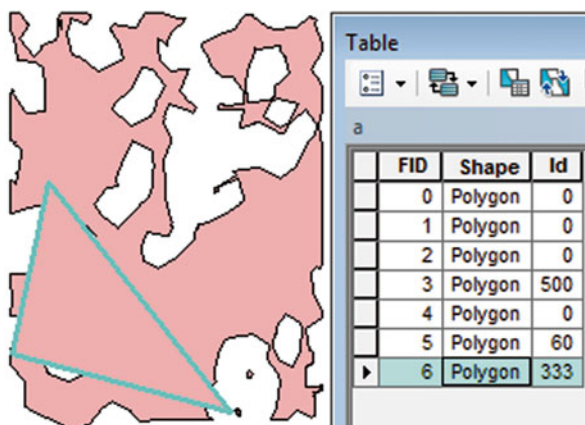 Table
a
FID Shape Id
0 Polygon 0
1 Polygon 0
2 Polygon 0
3 Polygon 500
4 Polygon 0
5 Polygon 60
6 Polygon 333